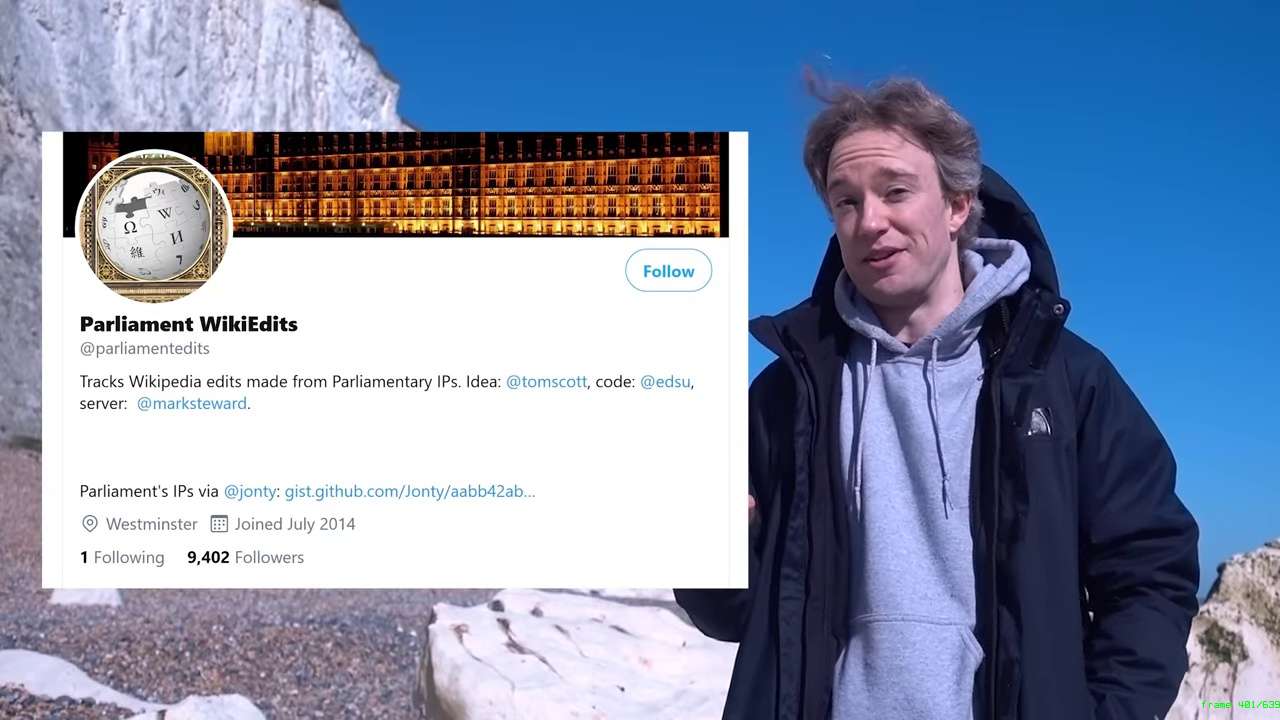 Follow
Parliament WikiEdits
@parliamentedits
Tracks Wikipedia edits made from Parliamentary IPs. Idea: @tomscott, code: @edsu,
server: @marksteward.
Parliament's IPs via @jonty: gist.github.com/Jonty/aabb42ab…
Westminster Joined July 2014
1 Following 9,402 Followers
frame 401/639